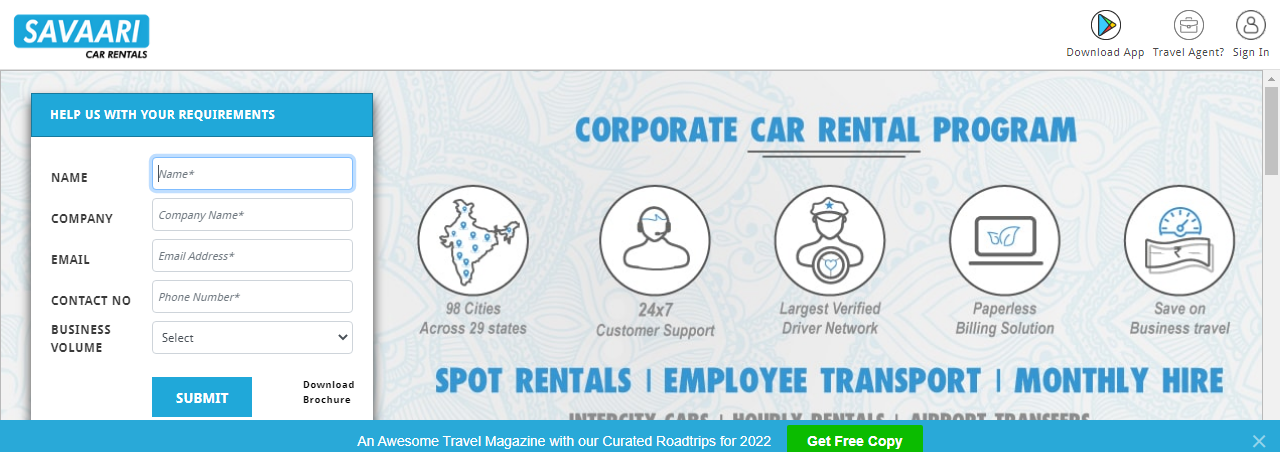 SAVAARI
CAR RENTALS
Download App
Travel Agent?
Sign In
HELP US WITH YOUR REQUIREMENTS
NAME
Name*
COMPANY
Company Name*
EMAIL
Email Address*
CONTACT NO
Phone Number*
BUSINESS
VOLUME
Select
SUBMIT
Download
Brochure
CORPORATE CAR RENTAL PROGRAM
98 Cities
Across 29 states
24x7
Customer Support
Largest Verified
Driver Network
Paperless
Billing Solution
₹
Save on
Business travel
SPOT RENTALS | EMPLOYEE TRANSPORT | MONTHLY HIRE
INTERCITY CABS | HOURLY RENTALS | AIRPORT TRANSFERS
An Awesome Travel Magazine with our Curated Roadtrips for 2022
Get Free Copy